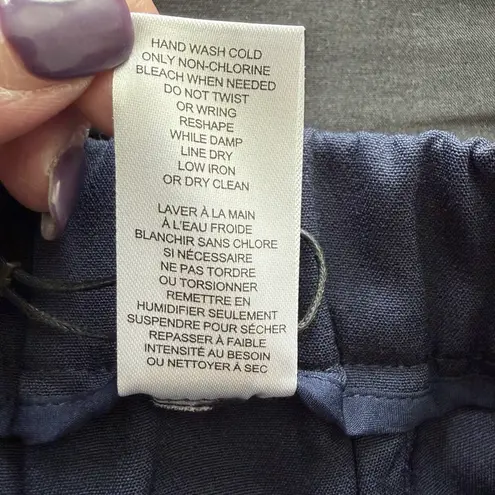 HAND WASH COLD
ONLY NON-CHLORINE
BLEACH WHEN NEEDED
DO NOT TWIST
OR WRING
RESHAPE
WHILE DAMP
LINE DRY
LOW IRON
OR DRY CLEAN
LAVER À LA MAIN
À L'EAU FROIDE
BLANCHIR SANS CHLORE
SI NÉCESSAIRE
NE PAS TORDRE
OU TORSIONNER
REMETTRE EN
HUMIDIFIER SEULEMENT
SUSPENDRE POUR SÉCHER
REPASSER À FAIBLE
INTENSITÉ AU BESOIN
OU NETTOYER À SEC